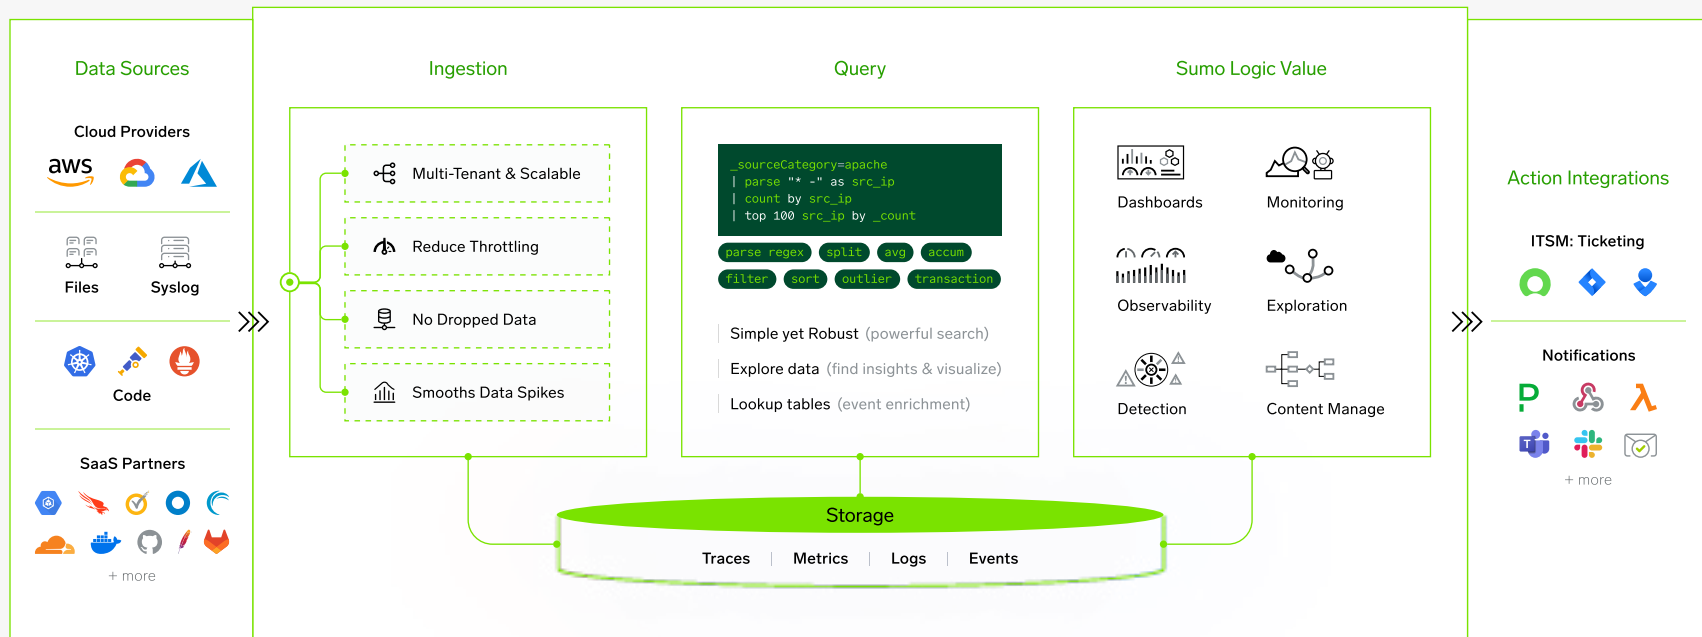 Data Sources
Cloud Providers
aws
Files
Syslog
Code
SaaS Partners
+ more
Ingestion
Multi-Tenant & Scalable
Reduce Throttling
No Dropped Data
Smooths Data Spikes
Query
_sourceCategory=apache
| parse "* -" as src_ip
| count by src_ip
| top 100 src_ip by _count
parse regex split avg accum
filter sort outlier transaction
Simple yet Robust (powerful search)
Explore data (find insights & visualize)
Lookup tables (event enrichment)
Sumo Logic Value
Dashboards
Monitoring
Observability
Exploration
Detection
Content Manage
Storage
Traces | Metrics | Logs | Events
Action Integrations
ITSM: Ticketing
Notifications
P
T
+ more